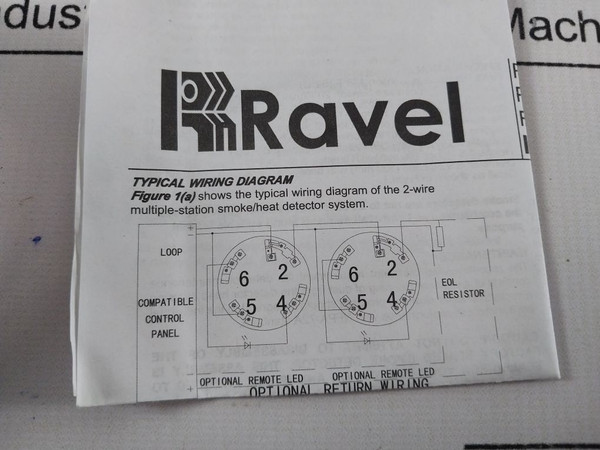 Ravel
TYPICAL WIRING DIAGRAM
Figure 1(a) shows the typical wiring diagram of the 2-wire
multiple-station smoke/heat detector system.
+
LOOP
6 2 6 2
COMPATIBLE
CONTROL
PANEL
5 4 5 4
EOL
RESISTOR
OPTIONAL REMOTE LED OPTIONAL REMOTE LED
+ OPTIONAL RETURN WIRING